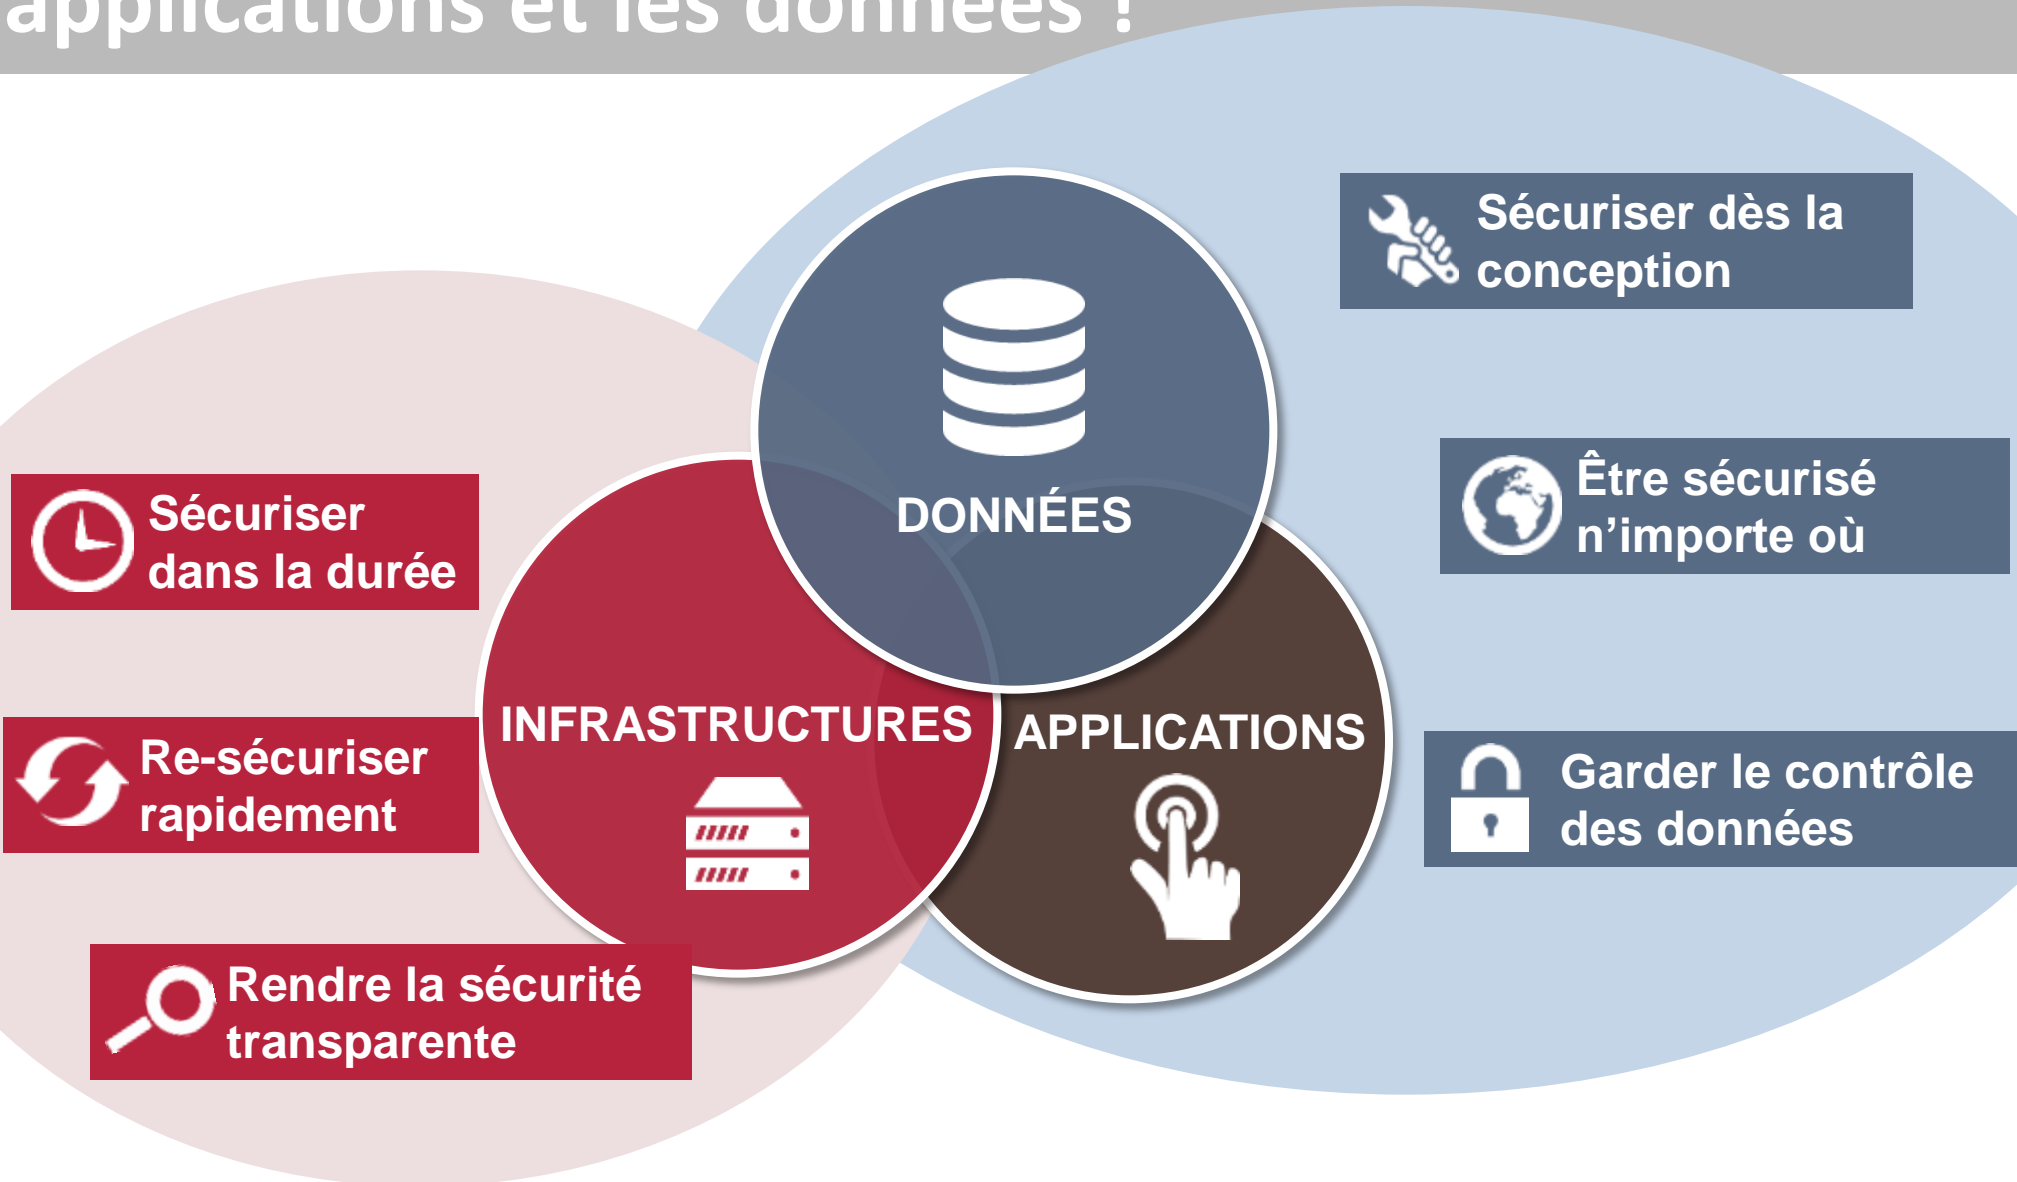 applications et les données !
Sécuriser dès la
conception
DONNÉES
Être sécurisé
n’importe où
Sécuriser
dans la durée
INFRASTRUCTURES
APPLICATIONS
Re-sécuriser
rapidement
Garder le contrôle
des données
Rendre la sécurité
transparente